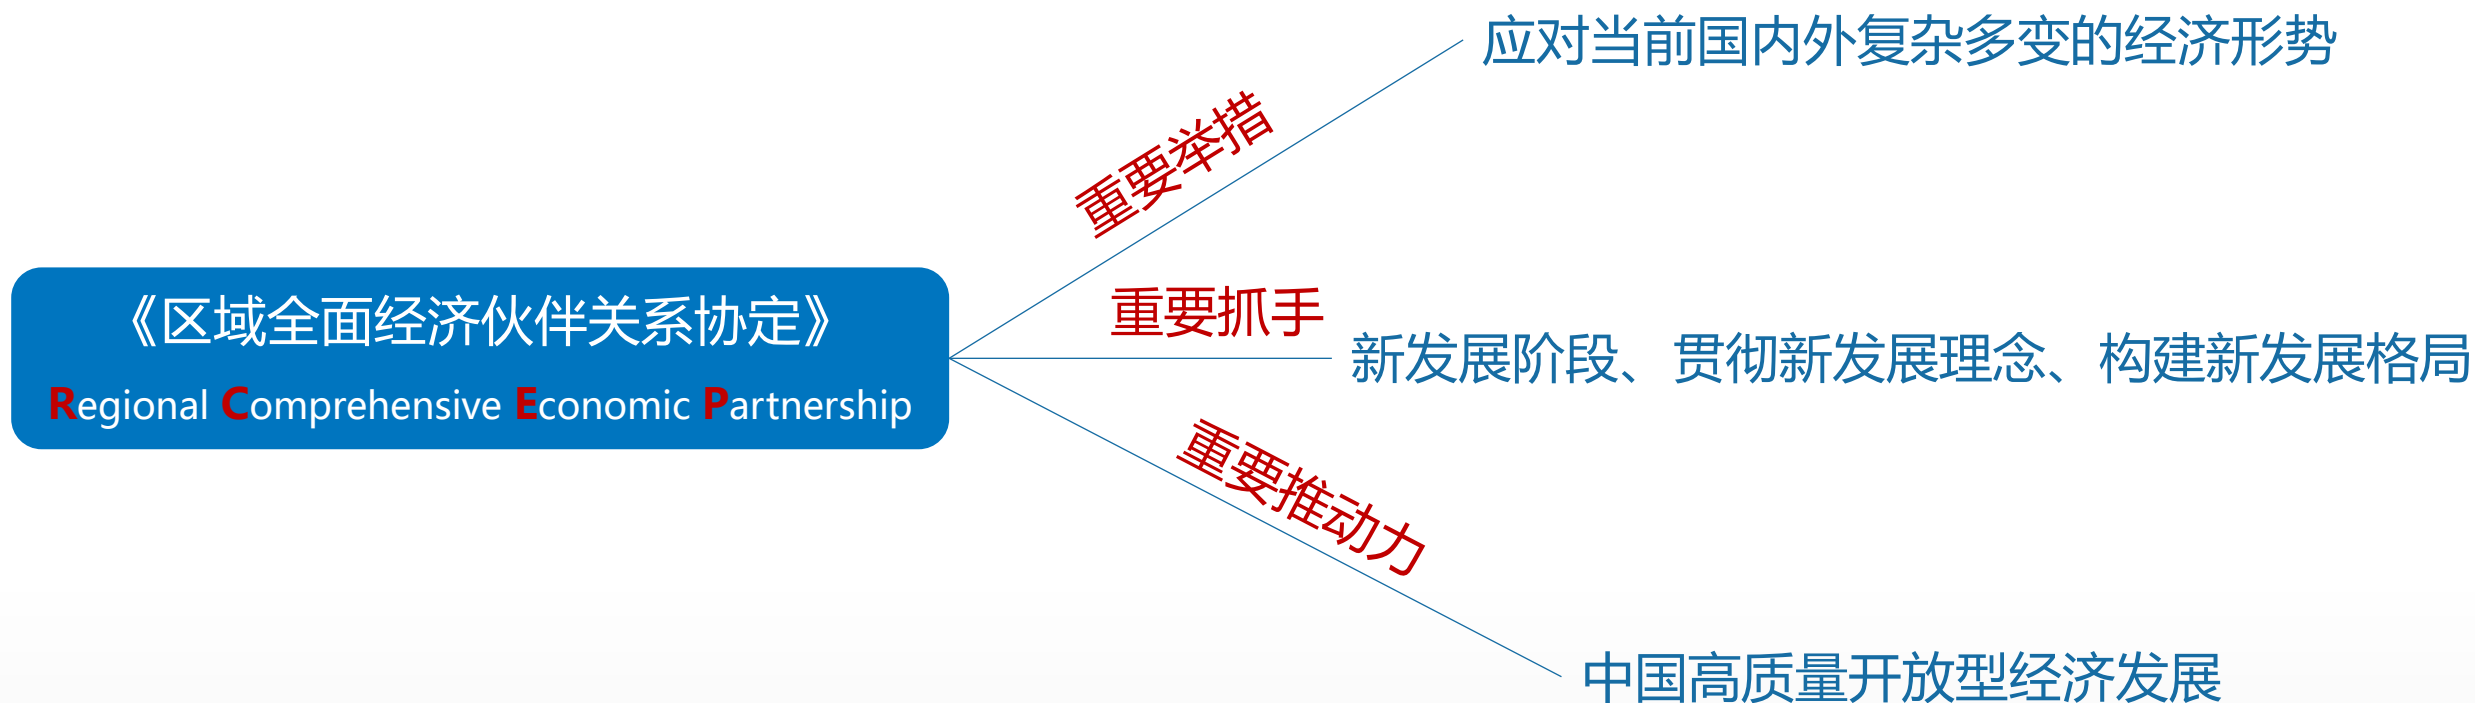 应对当前国内外复杂多变的经济形势
重要举措
《区域全面经济伙伴关系协定》
Regional Comprehensive Economic Partnership
重要抓手
新发展阶段、贯彻新发展理念、构建新发展格局
重要推动力
中国高质量开放型经济发展